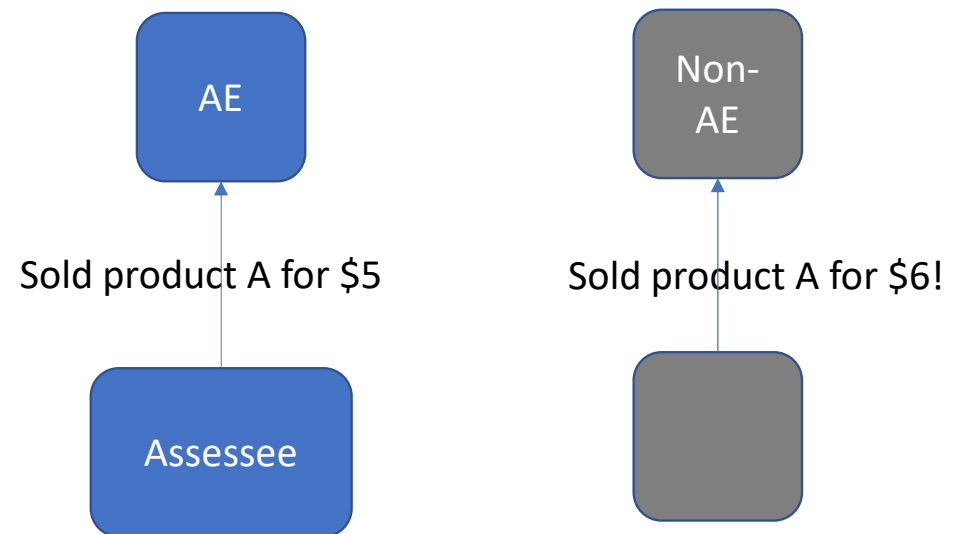 AE
Non-
AE
Sold product A for $5
Sold product A for $6!
Assessee